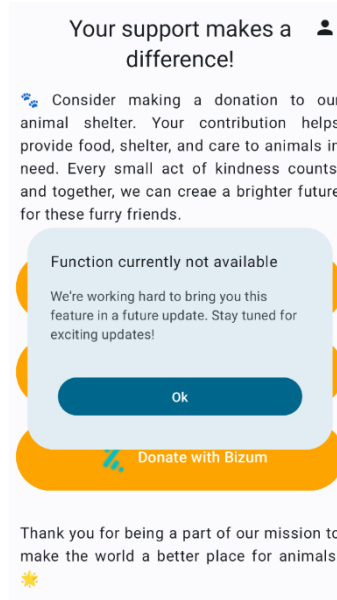 Your support makes a
difference!
🐾 Consider making a donation to our
animal shelter. Your contribution helps
provide food, shelter, and care to animals in
need. Every small act of kindness counts,
and together, we can creae a brighter future
for these furry friends.
Function currently not available
We're working hard to bring you this
feature in a future update. Stay tuned for
exciting updates!
Ok
Donate with Bizum
Thank you for being a part of our mission to
make the world a better place for animals.
🌟